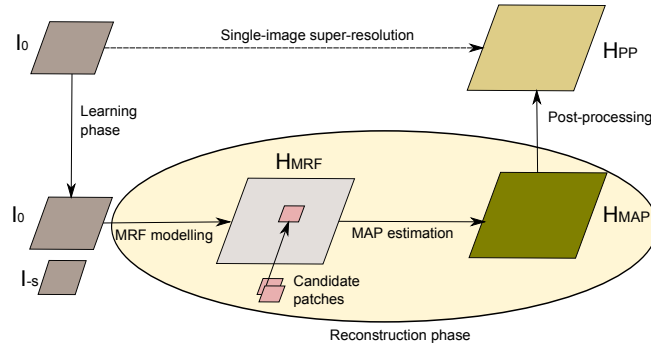 I0
Single-image super-resolution
HPP
Learning
phase
Post-processing
HMRF
I0
HMAP
MRF modelling
MAP estimation
I-s
Candidate
patches
Reconstruction phase